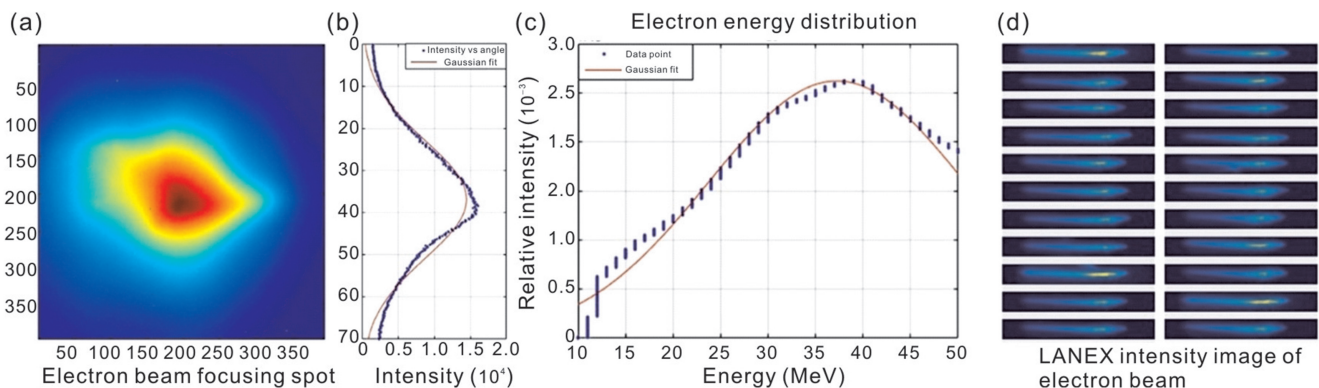 (a)
50
100
150
200
250
300
350
50 100 150 200 250 300 350
Electron beam focusing spot
(b)
Intensity vs angle
Gaussian fit
0
10
20
30
40
50
60
70
0 0.5 1.0 1.5 2.0
Intensity (10⁴)
(c)
Electron energy distribution
Data point
Gaussian fit
Relative intensity (10⁻³)
3.0
2.5
1.5
2.0
1.0
0.5
0
10 15 20 25 30 35 40 45 50
Energy (MeV)
(d)
LANEX intensity image of
electron beam